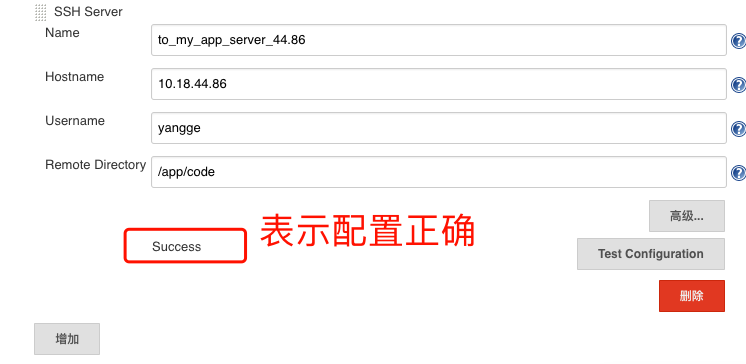 SSH Server
Name
to_my_app_server_44.86
Hostname
10.18.44.86
Username
yangge
Remote Directory
/app/code
高级...
Success
表示配置正确
Test Configuration
删除
增加